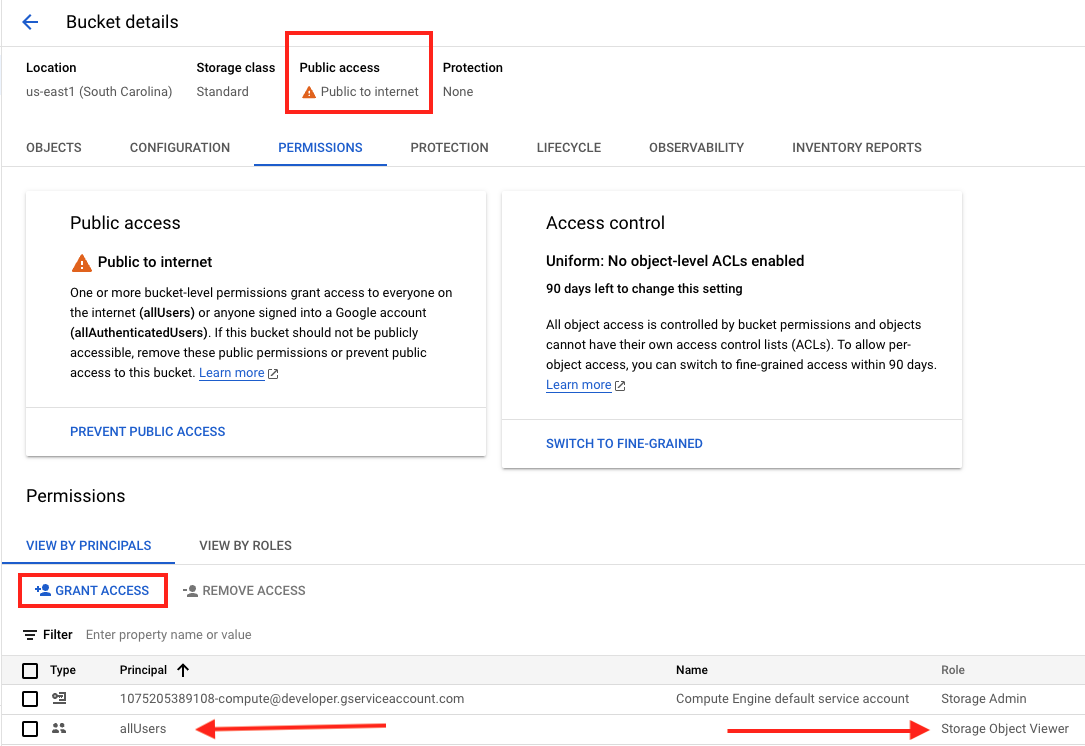 Bucket details
Location
Storage class
Public access
Protection
us-east1 (South Carolina)
Standard
Public to internet
None
OBJECTS
CONFIGURATION
PERMISSIONS
PROTECTION
LIFECYCLE
OBSERVABILITY
INVENTORY REPORTS
Public access
Public to internet
One or more bucket-level permissions grant access to everyone on
the internet (allUsers) or anyone signed into a Google account
(allAuthenticatedUsers). If this bucket should not be publicly
accessible, remove these public permissions or prevent public
access to this bucket. Learn more
PREVENT PUBLIC ACCESS
Access control
Uniform: No object-level ACLs enabled
90 days left to change this setting
All object access is controlled by bucket permissions and objects
cannot have their own access control lists (ACLs). To allow per-
object access, you can switch to fine-grained access within 90 days.
Learn more
SWITCH TO FINE-GRAINED
Permissions
VIEW BY PRINCIPALS
VIEW BY ROLES
GRANT ACCESS
REMOVE ACCESS
Filter
Enter property name or value
Type
Principal
Name
Role
1075205389108-compute@developer.gserviceaccount.com
Compute Engine default service account
Storage Admin
allUsers
Storage Object Viewer